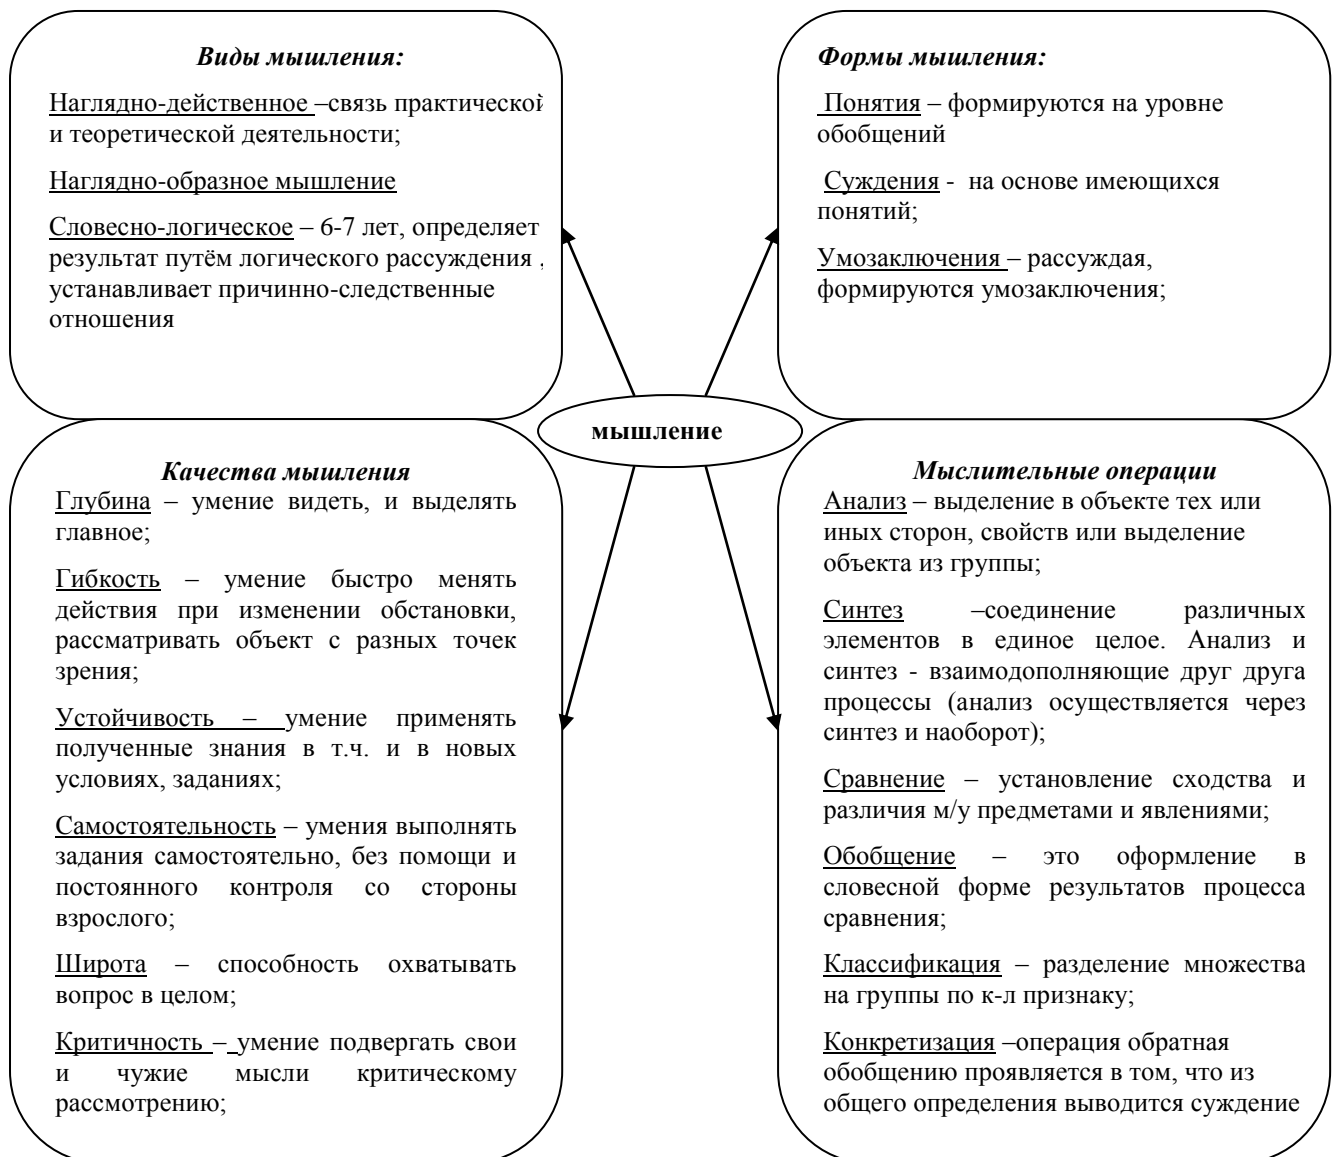 Виды мышления:
Наглядно-действенное –связь практической
и теоретической деятельности;
Наглядно-образное мышление
Словесно-логическое – 6-7 лет, определяет
результат путём логического рассуждения ,
устанавливает причинно-следственные
отношения
Формы мышления:
Понятия – формируются на уровне
обобщений
Суждения - на основе имеющихся
понятий;
Умозаключения – рассуждая,
формируются умозаключения;
мышление
Качества мышления
Глубина – умение видеть, и выделять
главное;
Гибкость – умение быстро менять
действия при изменении обстановки,
рассматривать объект с разных точек
зрения;
Устойчивость – умение применять
полученные знания в т.ч. и в новых
условиях, заданиях;
Самостоятельность – умения выполнять
задания самостоятельно, без помощи и
постоянного контроля со стороны
взрослого;
Широта – способность охватывать
вопрос в целом;
Критичность – умение подвергать свои
и чужие мысли критическому
рассмотрению;
Мыслительные операции
Анализ – выделение в объекте тех или
иных сторон, свойств или выделение
объекта из группы;
Синтез –соединение различных
элементов в единое целое. Анализ и
синтез - взаимодополняющие друг друга
процессы (анализ осуществляется через
синтез и наоборот);
Сравнение – установление сходства и
различия м/у предметами и явлениями;
Обобщение – это оформление в
словесной форме результатов процесса
сравнения;
Классификация – разделение множества
на группы по к-л признаку;
Конкретизация –операция обратная
обобщению проявляется в том, что из
общего определения выводится суждение